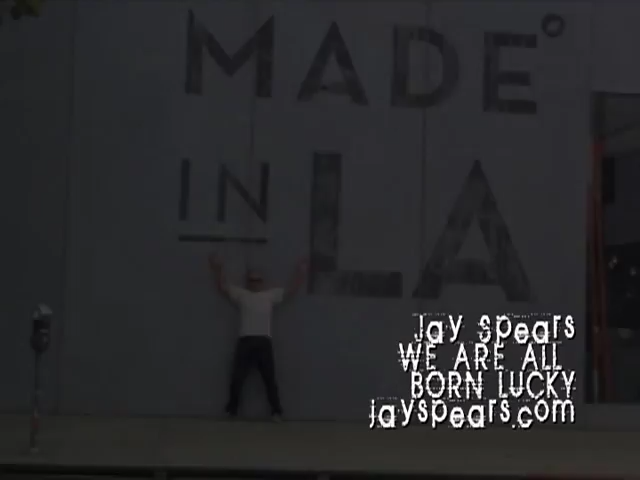 MADE°
IN LA
Jay Spears
WE ARE ALL
BORN LUCKY
jayspears.com